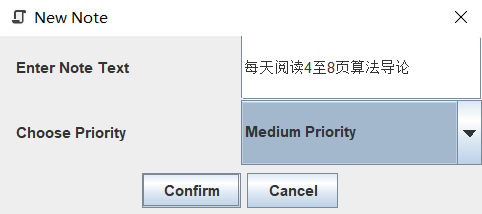 New Note
Enter Note Text
每天阅读4至8页算法导论
Choose Priority
Medium Priority
Confirm
Cancel